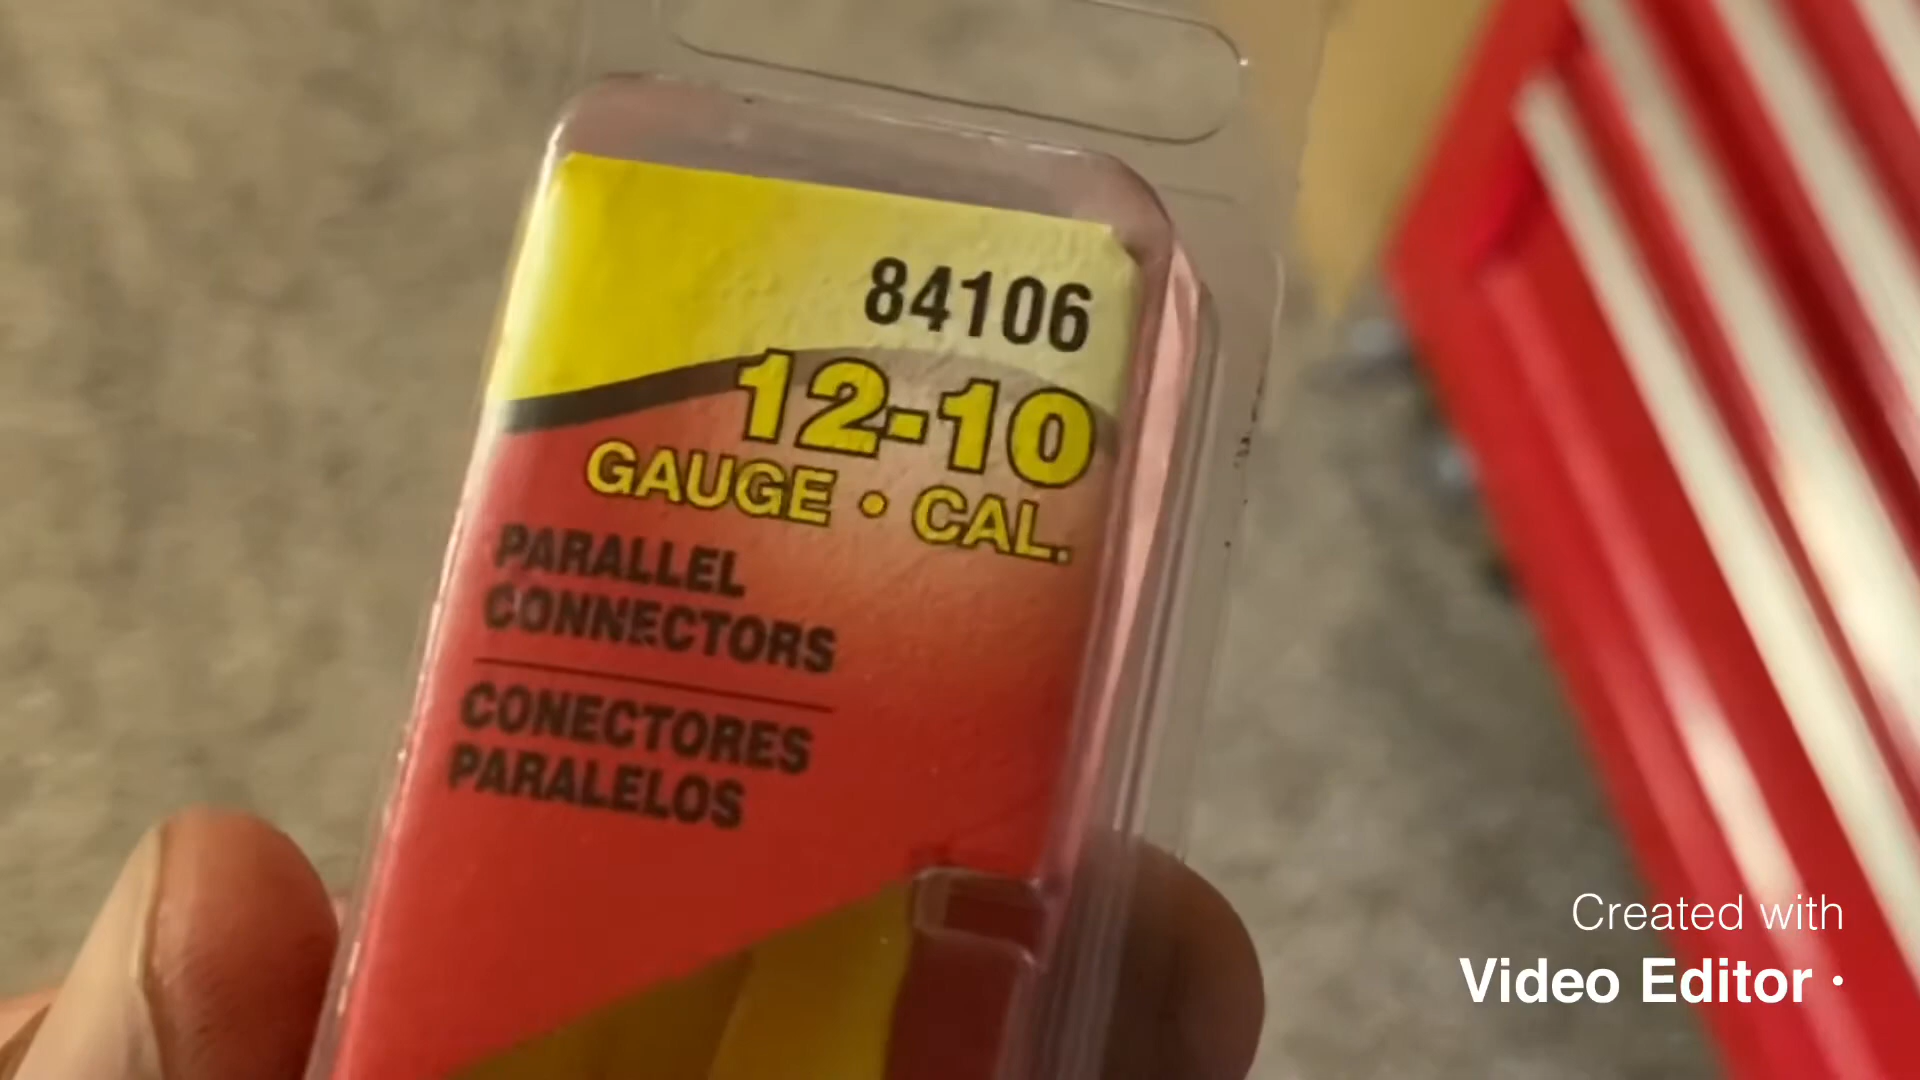 84106
12-10
GAUGE • CAL.
PARALLEL
CONNECTORS
CONECTORES
PARALELOS
Created with
Video Editor •